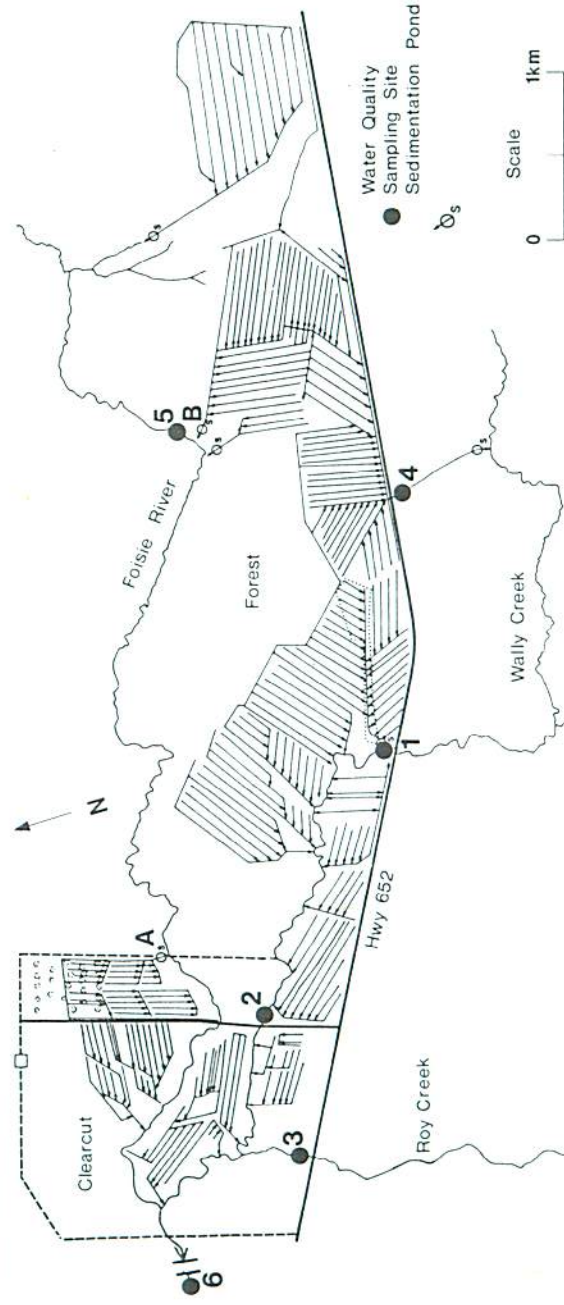 N
Foisie River
Forest
Clearcut
A
B
5
6
2
3
1
4
S
S
S
S
S
S
Hwy 652
Roy Creek
Wally Creek
Water Quality
Sampling Site
S
Sedimentation Pond
Scale
0
1km